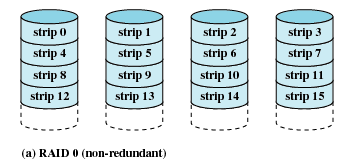 strip 0 strip 1 strip 2 strip 3
strip 4 strip 5 strip 6 strip 7
strip 8 strip 9 strip 10 strip 11
strip 12 strip 13 strip 14 strip 15
(a) RAID 0 (non-redundant)